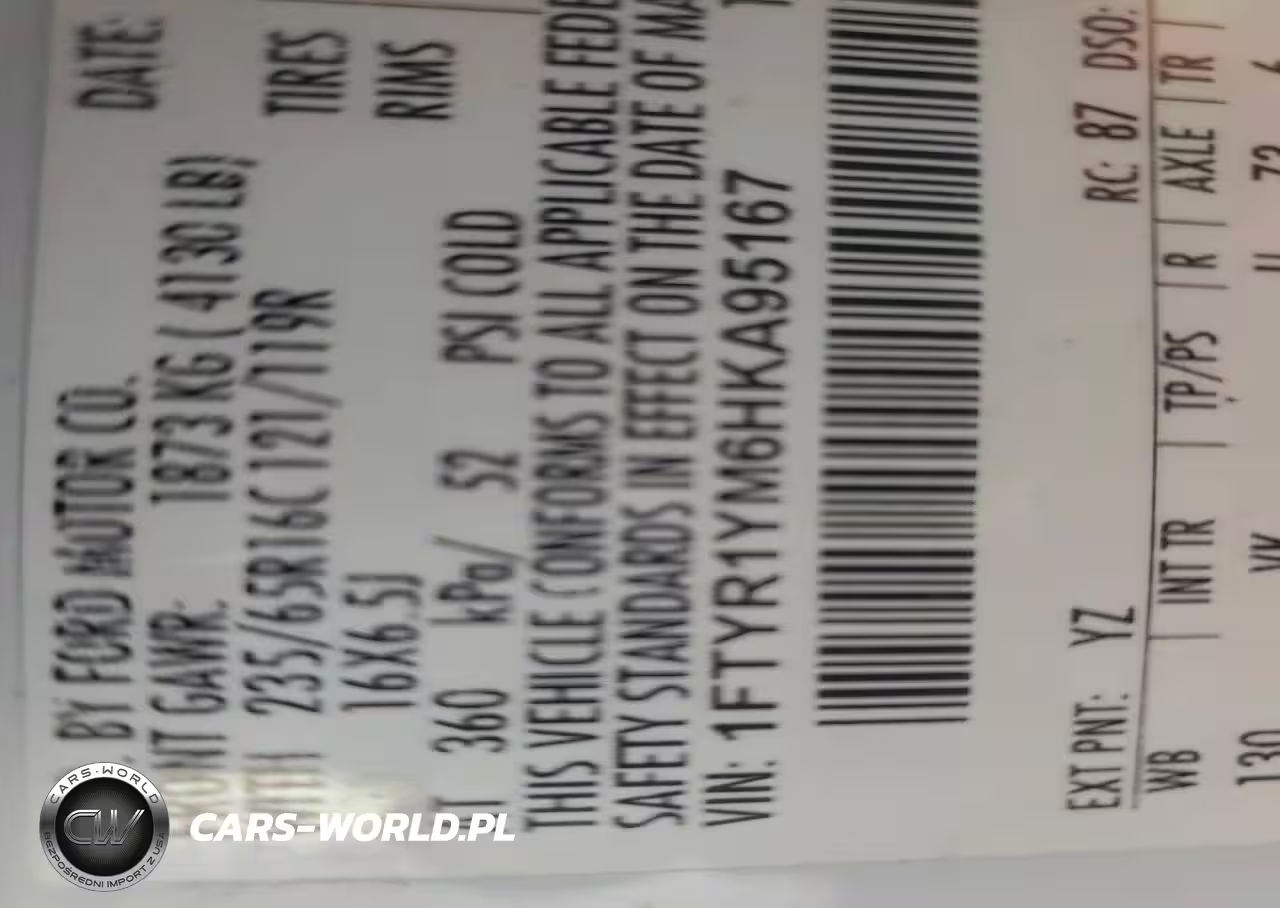 BY FORD MOTOR CO. DATE:
GAWR: 1873 KG ( 4130 LB)
235/65R16C 121/119R TIRES
16X6.5J RIMS
360 kPa/ 52 PSI COLD
THIS VEHICLE CONFORMS TO ALL APPLICABLE
SAFETY STANDARDS IN EFFECT ON THE DATE OF
VIN: 1FTYR1YM6HKA95167
EXT PNT: YZ RC: 87 DSO:
WB | INT TR | TP/PS | R | AXLE | TR |
130 VK
CARS-WORLD
CW
BEZPOŚREDNI IMPORT Z USA
CARS-WORLD.PL